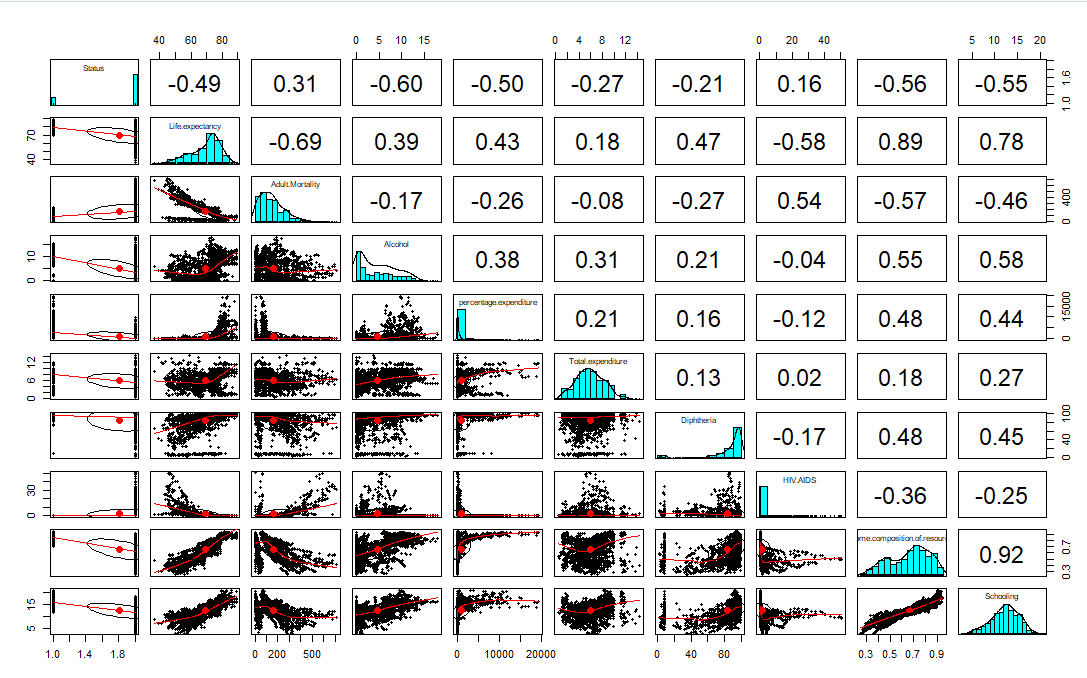 40 60 80 0 5 10 15 0 4 8 12 0 20 40 5 10 15 20
Status -0.49 0.31 -0.60 -0.50 -0.27 -0.21 0.16 -0.56 -0.55 1.0 1.6
40 70 Life.expectancy -0.69 0.39 0.43 0.18 0.47 -0.58 0.89 0.78
Adult.Mortality -0.17 -0.26 -0.08 -0.27 0.54 -0.57 -0.46 0 400
0 10 Alcohol 0.38 0.31 0.21 -0.04 0.55 0.58
percentage.expenditure 0.21 0.16 -0.12 0.48 0.44 0 15000
0 6 12 Total.expenditure 0.13 0.02 0.18 0.27
Diphtheria -0.17 0.48 0.45 0 40 100
0 30 HIV.AIDS -0.36 -0.25
ome.composition.of.resour 0.92 0.3 0.7
5 15 Schooling
1.0 1.4 1.8 0 200 500 0 10000 20000 0 40 80 0.3 0.5 0.7 0.9